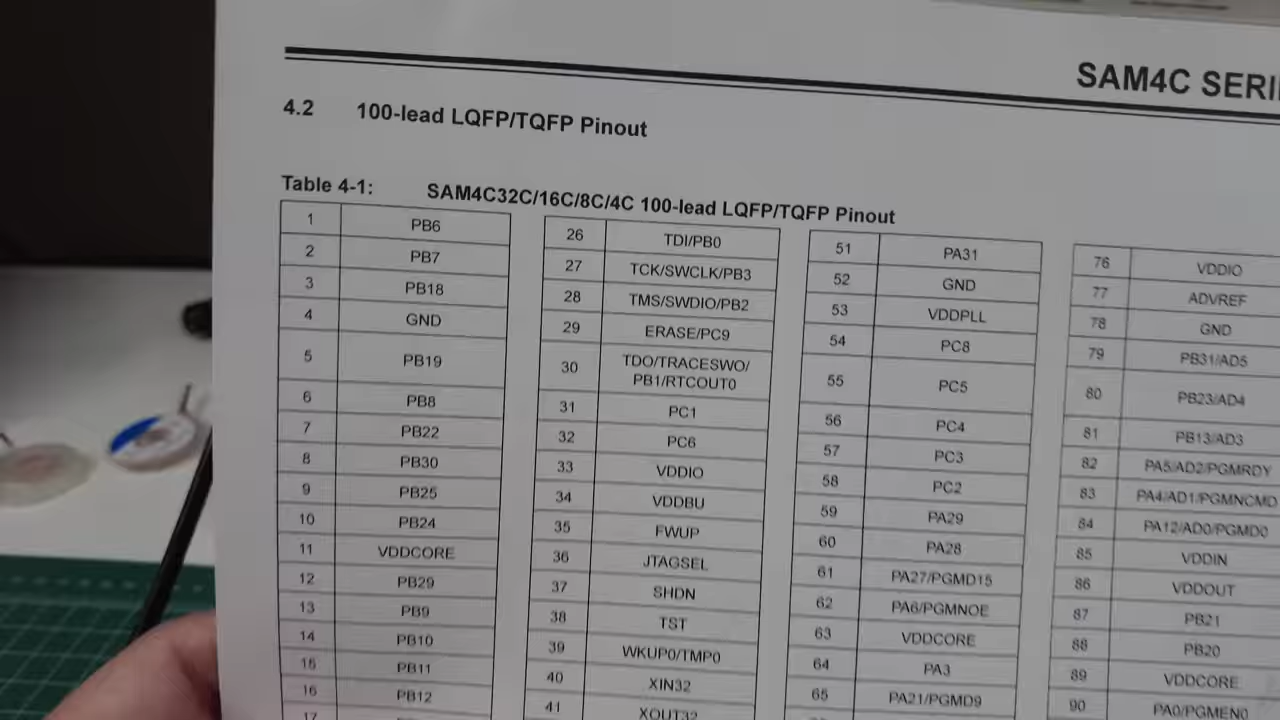 SAM4C SERI
4.2 100-lead LQFP/TQFP Pinout
Table 4-1: SAM4C32C/16C/8C/4C 100-lead LQFP/TQFP Pinout
1 PB6
2 PB7
3 PB18
4 GND
5 PB19
6 PB8
7 PB22
8 PB30
9 PB25
10 PB24
11 VDDCORE
12 PB29
13 PB9
14 PB10
15 PB11
16 PB12
17
26 TDI/PB0
27 TCK/SWCLK/PB3
28 TMS/SWDIO/PB2
29 ERASE/PC9
30 TDO/TRACESWO/
PB1/RTCOUT0
31 PC1
32 PC6
33 VDDIO
34 VDDBU
35 FWUP
36 JTAGSEL
37 SHDN
38 TST
39 WKUP0/TMP0
40 XIN32
41 XOUT32
51 PA31
52 GND
53 VDDPLL
54 PC8
55 PC5
56 PC4
57 PC3
58 PC2
59 PA29
60 PA28
61 PA27/PGMD15
62 PA6/PGMNOE
63 VDDCORE
64 PA3
65 PA21/PGMD9
76 VDDIO
77 ADVREF
78 GND
79 PB31/AD5
80 PB23/AD4
81 PB13/AD3
82 PA5/AD2/PGMRDY
83 PA4/AD1/PGMNCMD
84 PA12/AD0/PGMD0
85 VDDIN
86 VDDOUT
87 PB21
88 PB20
89 VDDCORE
90 PA0/PGMEN0